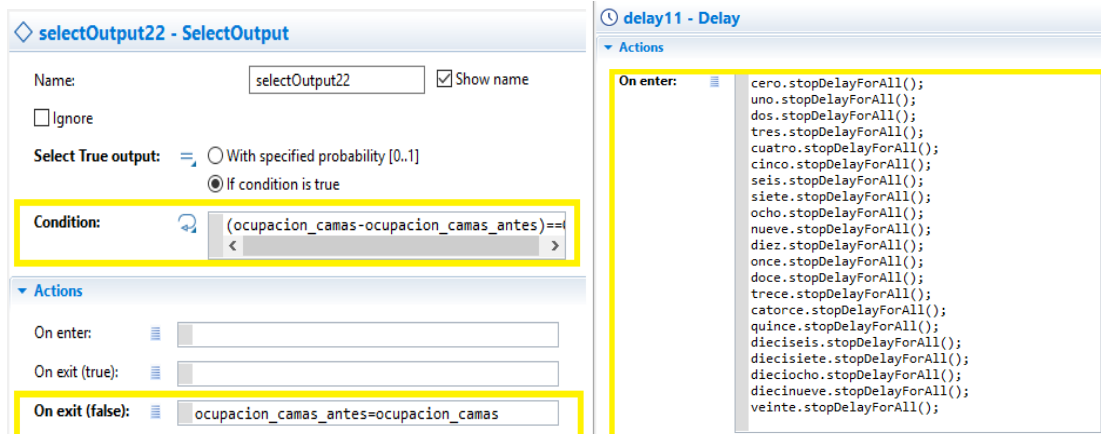 selectOutput22 - SelectOutput
Name:
selectOutput22
Show name
Ignore
Select True output:
With specified probability [0..1]
If condition is true
Condition:
(ocupacion_camas-ocupacion_camas_antes)==
Actions
On enter:
On exit (true):
On exit (false):
ocupacion_camas_antes=ocupacion_camas
delay11 - Delay
Actions
On enter:
cero.stopDelayForAll();
uno.stopDelayForAll();
dos.stopDelayForAll();
tres.stopDelayForAll();
cuatro.stopDelayForAll();
cinco.stopDelayForAll();
seis.stopDelayForAll();
siete.stopDelayForAll();
ocho.stopDelayForAll();
nueve.stopDelayForAll();
diez.stopDelayForAll();
once.stopDelayForAll();
doce.stopDelayForAll();
trece.stopDelayForAll();
catorce.stopDelayForAll();
quince.stopDelayForAll();
dieciseis.stopDelayForAll();
diecisiete.stopDelayForAll();
dieciocho.stopDelayForAll();
diecinueve.stopDelayForAll();
veinte.stopDelayForAll();